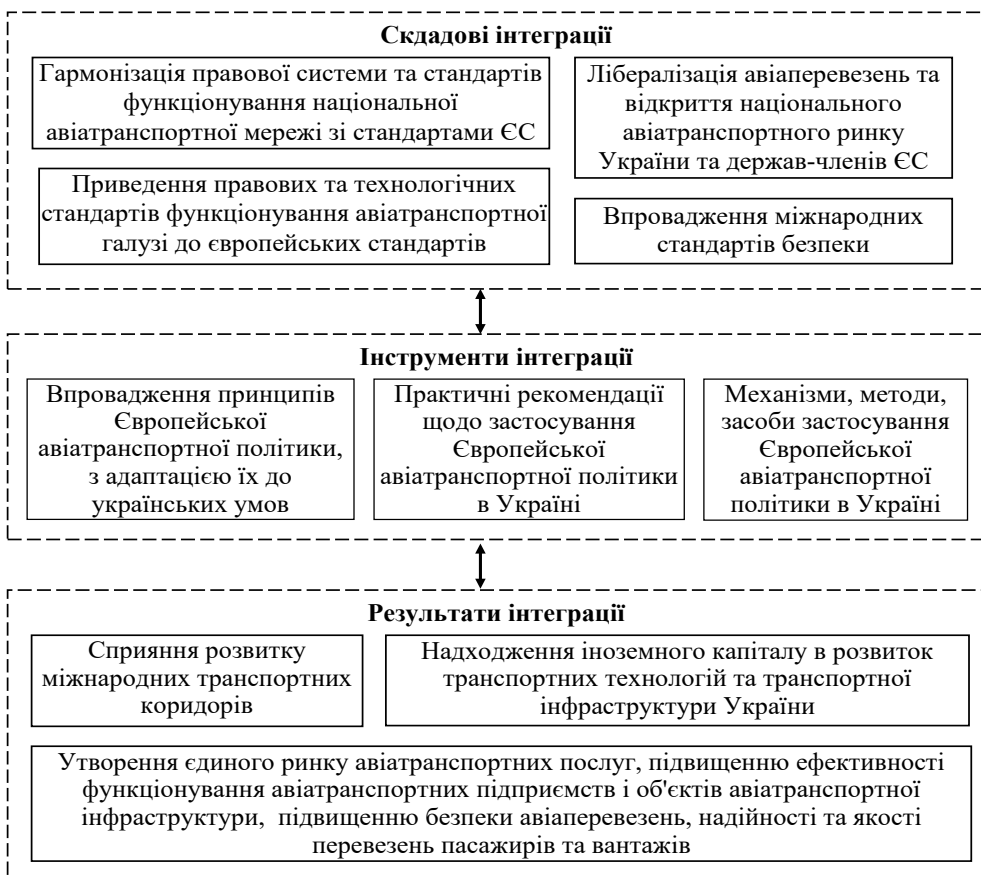 Скдадові інтеграції
Гармонізація правової системи та стандартів
функціонування національної
авіатранспортної мережі зі стандартами ЄС
Лібералізація авіаперевезень та
відкриття національного
авіатранспортного ринку
України та держав-членів ЄС
Приведення правових та технологічних
стандартів функціонування авіатранспортної
галузі до європейських стандартів
Впровадження міжнародних
стандартів безпеки
Інструменти інтеграції
Впровадження принципів
Європейської
авіатранспортної політики,
з адаптацією їх до
українських умов
Практичні рекомендації
щодо застосування
Європейської
авіатранспортної політики
в Україні
Механізми, методи,
засоби застосування
Європейської
авіатранспортної
політики в Україні
Результати інтеграції
Сприяння розвитку
міжнародних транспортних
коридорів
Надходження іноземного капіталу в розвиток
транспортних технологій та транспортної
інфраструктури України
Утворення єдиного ринку авіатранспортних послуг, підвищенню ефективності
функціонування авіатранспортних підприємств і об'єктів авіатранспортної
інфраструктури,  підвищенню безпеки авіаперевезень, надійності та якості
перевезень пасажирів та вантажів